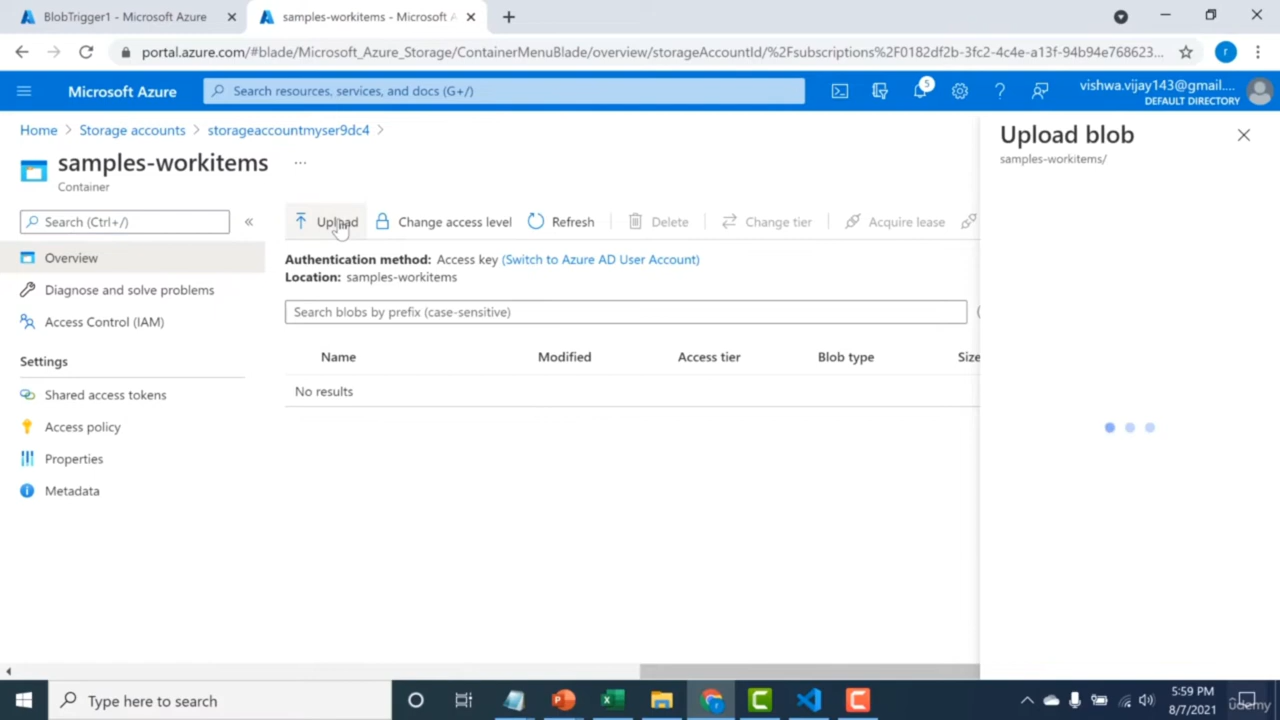 BlobTrigger1 - Microsoft Azure
samples-workitems - Microsoft A
portal.azure.com/#blade/Microsoft_Azure_Storage/ContainerMenuBlade/overview/storageAccountId/%2Fsubscriptions%2F0182df2b-3fc2-4c4e-a13f-94b94e768623...
r
Microsoft Azure
Search resources, services, and docs (G+/)
5
vishwa.vijay143@gmail....
DEFAULT DIRECTORY
Home > Storage accounts > storageaccountmyser9dc4 >
samples-workitems ...
Container
Upload blob
samples-workitems/
Search (Ctrl+/)
«
Upload
Change access level
Refresh
Delete
Change tier
Acquire lease
Overview
Diagnose and solve problems
Access Control (IAM)
Settings
Shared access tokens
Access policy
Properties
Metadata
Authentication method: Access key (Switch to Azure AD User Account)
Location: samples-workitems
Search blobs by prefix (case-sensitive)
Name Modified Access tier Blob type Size
No results
Type here to search
5:59 PM
8/7/2021
udemy